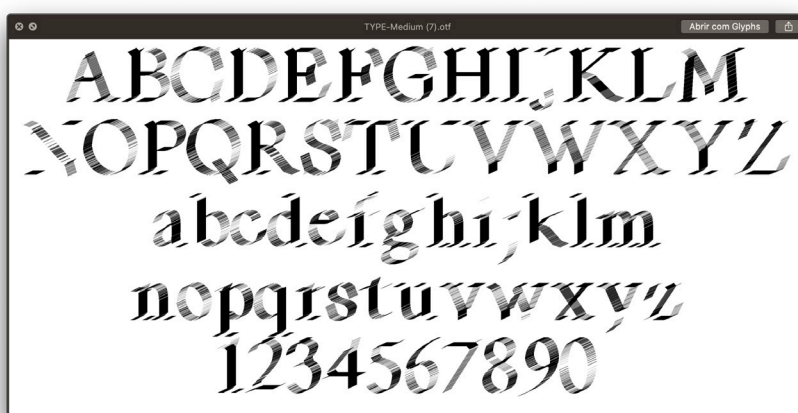 TYPE-Medium (7).otf
Abrir com Glyphs
ABCDEFGHIJKLM
NOPQRSTUVWXYZ
abcdefghijklm
nopqrstuvwxyz
1234567890